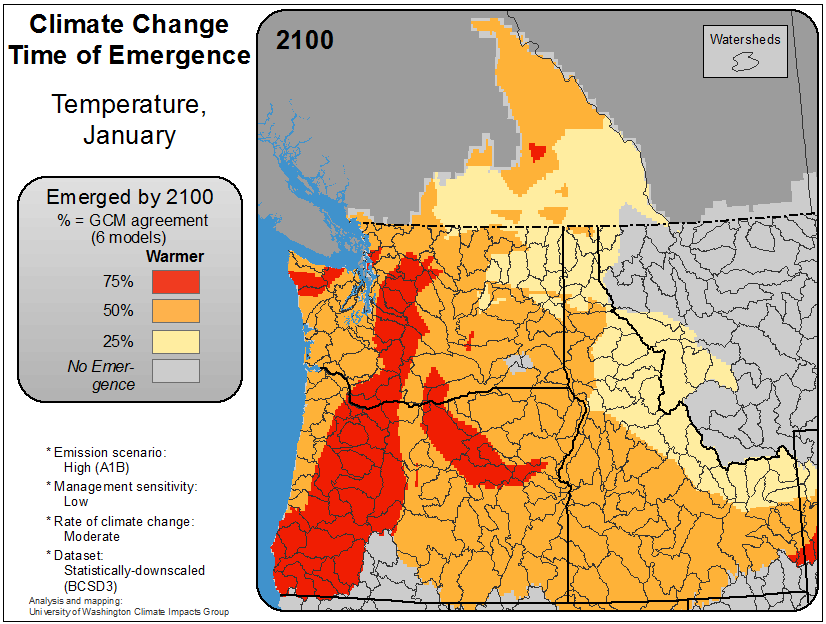 Climate Change
Time of Emergence
Temperature,
January
Emerged by 2100
% = GCM agreement
(6 models)
Warmer
75%
50%
25%
No Emer-
gence
* Emission scenario:
High (A1B)
* Management sensitivity:
Low
* Rate of climate change:
Moderate
* Dataset:
Statistically-downscaled
(BCSD3)
Analysis and mapping:
University of Washington Climate Impacts Group
2100
Watersheds